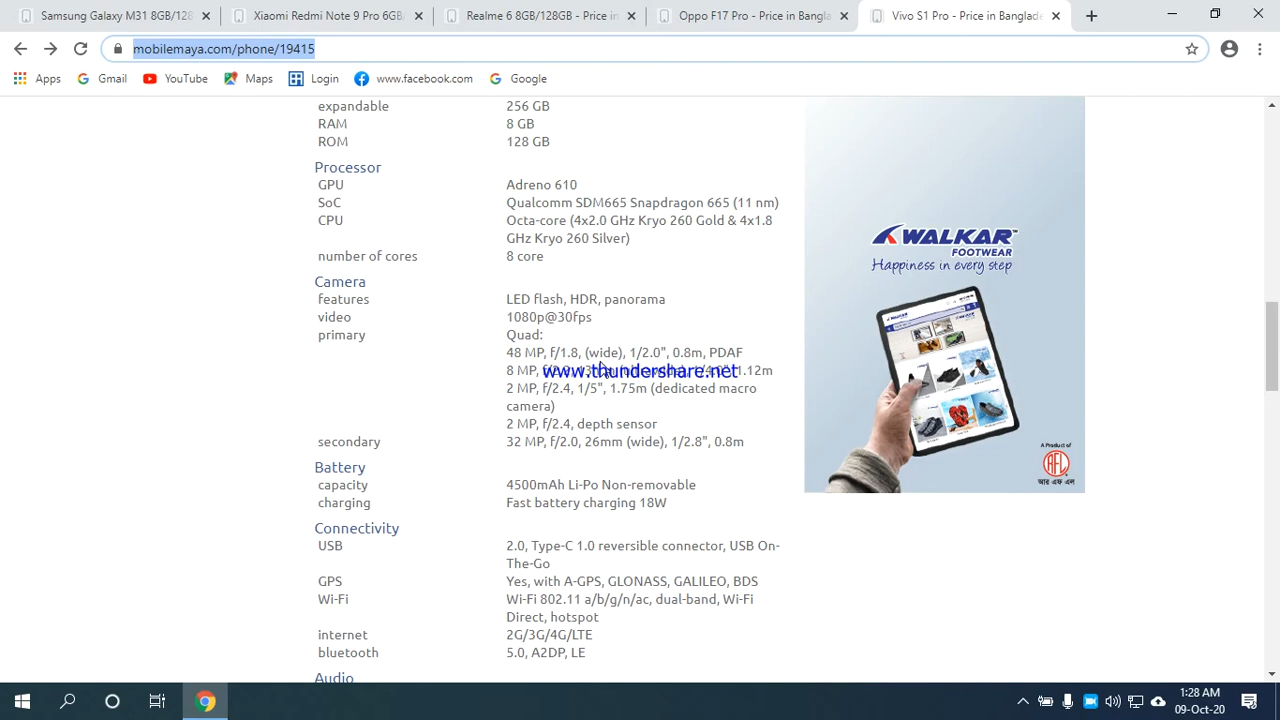 Samsung Galaxy M31 8GB/128
Xiaomi Redmi Note 9 Pro 6GB/
Realme 6 8GB/128GB - Price in
Oppo F17 Pro - Price in Bangla
Vivo S1 Pro - Price in Banglade
mobilemaya.com/phone/19415
Apps
Gmail
YouTube
Maps
Login
www.facebook.com
Google
expandable 256 GB
RAM 8 GB
ROM 128 GB
Processor
GPU Adreno 610
SoC Qualcomm SDM665 Snapdragon 665 (11 nm)
CPU Octa-core (4x2.0 GHz Kryo 260 Gold & 4x1.8
GHz Kryo 260 Silver)
number of cores 8 core
Camera
features LED flash, HDR, panorama
video 1080p@30fps
primary Quad:
48 MP, f/1.8, (wide), 1/2.0", 0.8m, PDAF
8 MP, 1.12m
www.thundershare.net
2 MP, f/2.4, 1/5", 1.75m (dedicated macro
camera)
2 MP, f/2.4, depth sensor
secondary 32 MP, f/2.0, 26mm (wide), 1/2.8", 0.8m
Battery
capacity 4500mAh Li-Po Non-removable
charging Fast battery charging 18W
Connectivity
USB 2.0, Type-C 1.0 reversible connector, USB On-
The-Go
GPS Yes, with A-GPS, GLONASS, GALILEO, BDS
Wi-Fi Wi-Fi 802.11 a/b/g/n/ac, dual-band, Wi-Fi
Direct, hotspot
internet 2G/3G/4G/LTE
bluetooth 5.0, A2DP, LE
Audio
WALKAR™
FOOTWEAR
Happiness in every step
A Product of
RFL
আর এফ এল
1:28 AM
09-Oct-20